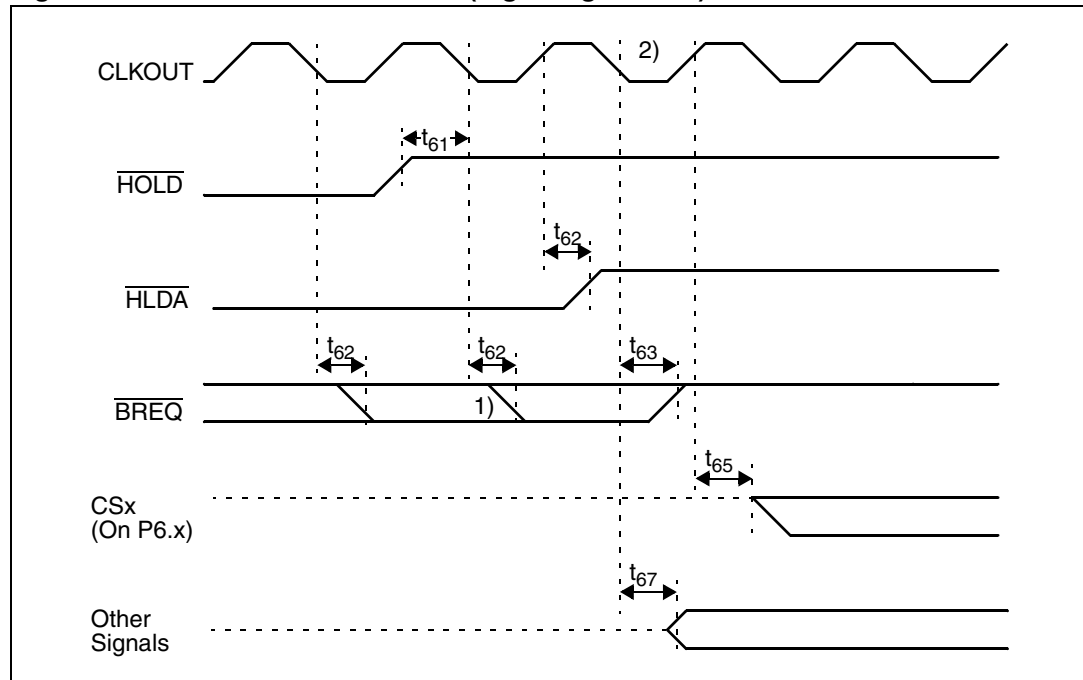 CLKOUT
2)
t61
HOLD
t62
HLDA
t62
t62
t63
BREQ
1)
t65
CSx
(On P6.x)
t67
Other
Signals